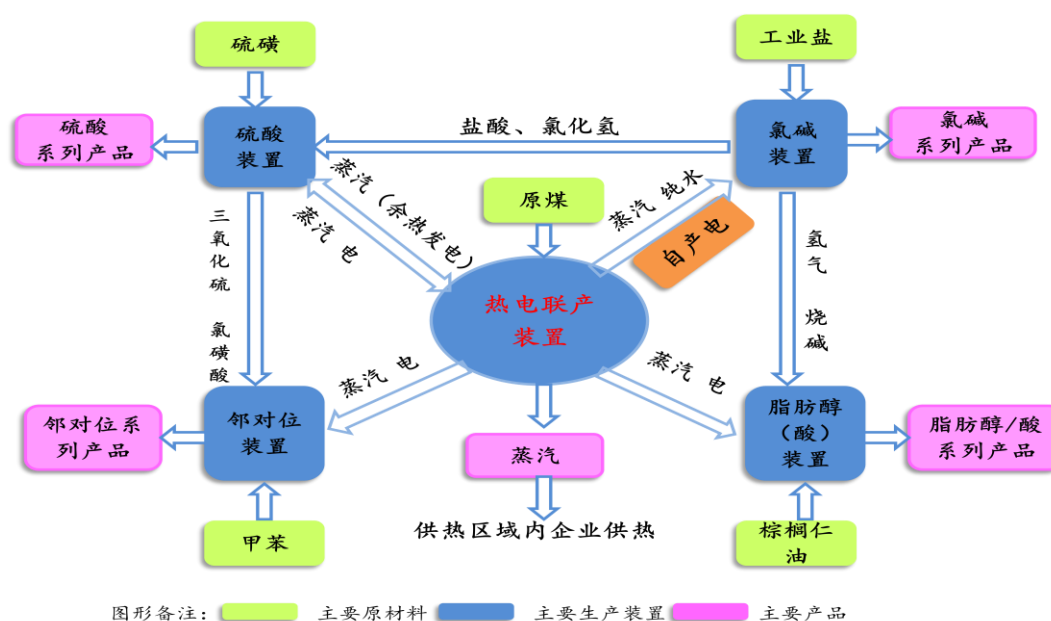 硫磺
工业盐
硫酸
系列产品
硫酸
装置
盐酸、氯化氢
氯碱
装置
氯碱
系列产品
蒸汽（余热发电）
蒸汽 电
原煤
蒸汽 纯水
自产电
三氧化硫
氯磺酸
氢气
烧碱
热电联产
装置
蒸汽 电
蒸汽 电
邻对位系
列产品
邻对位
装置
蒸汽
脂肪醇
（酸）
装置
脂肪醇/酸
系列产品
甲苯
供热区域内企业供热
棕榈仁
油
图形备注：
主要原材料
主要生产装置
主要产品